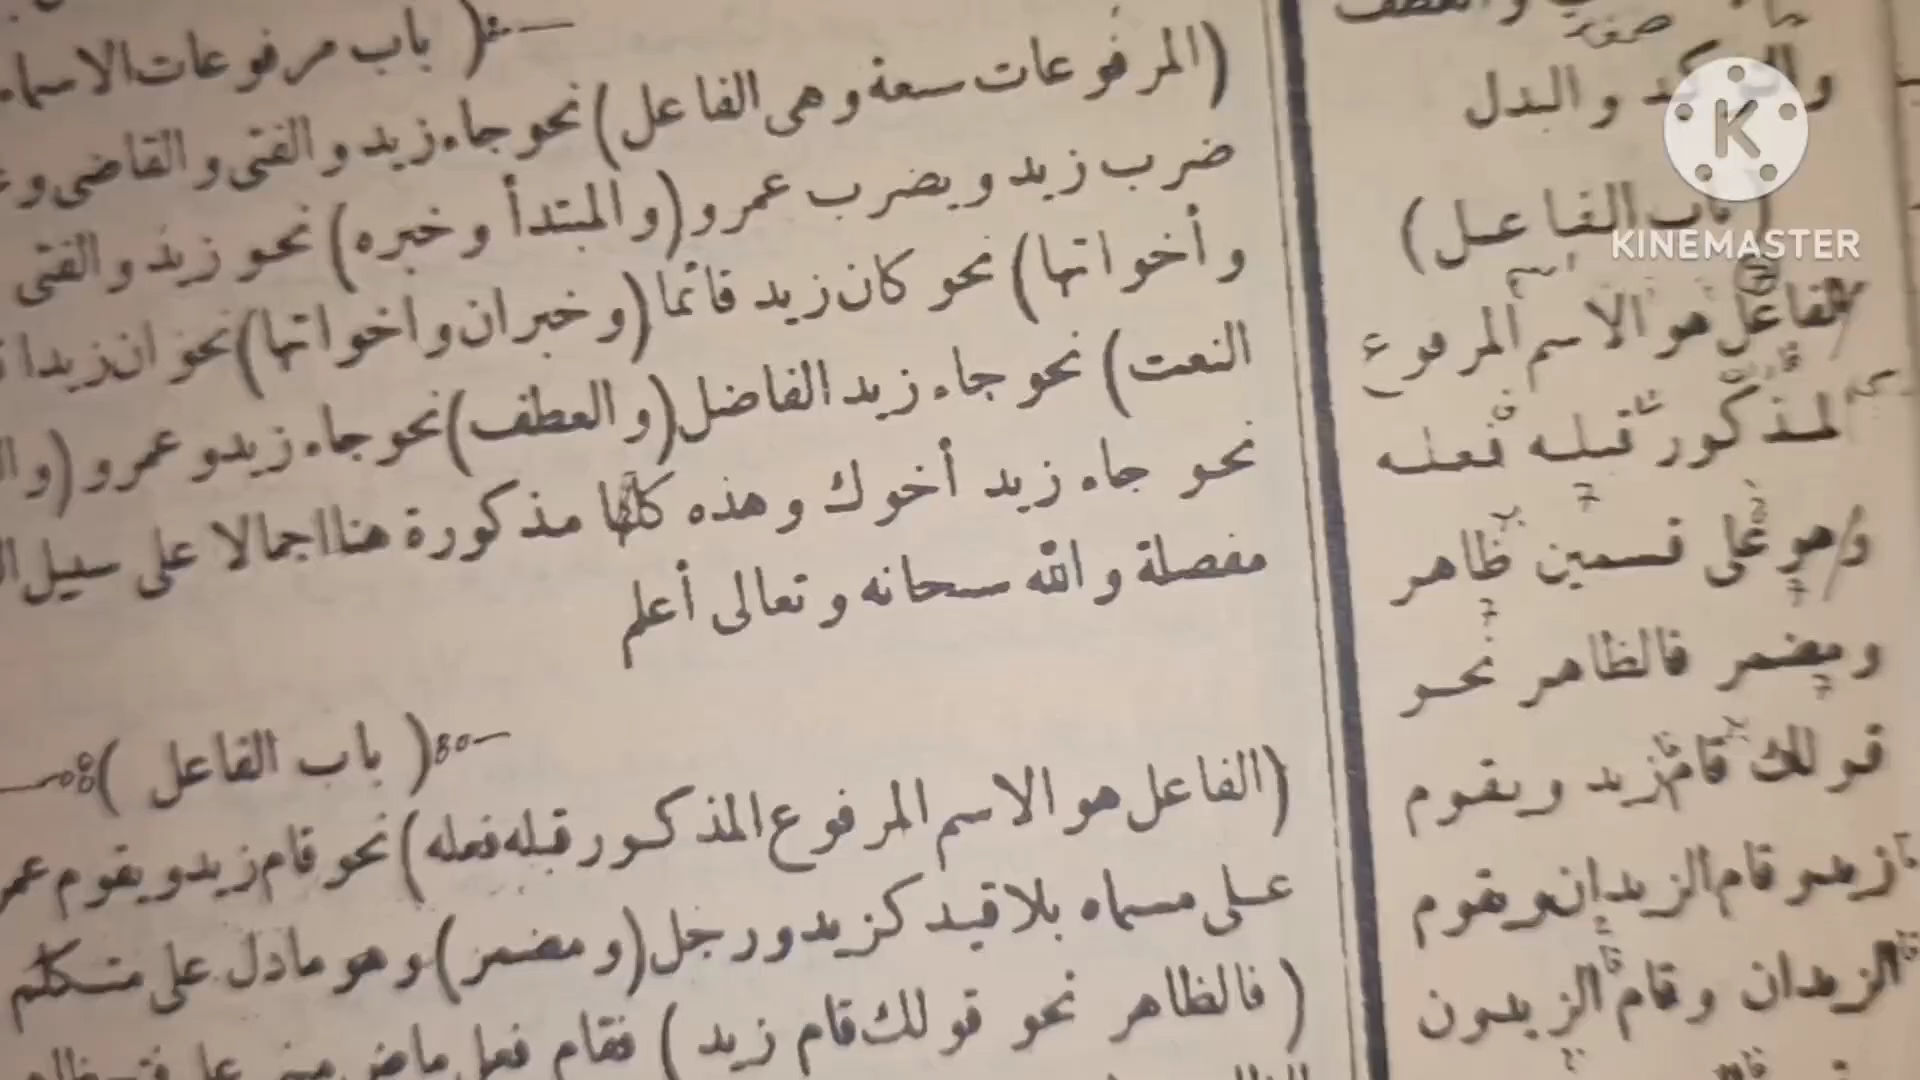 باب مرفوعات الاسماء
(المرفوعات سبعة وهى الفاعل) نحو جاء زيد والفتى والقاضى و
ضرب زيد ويضرب عمرو (والمبتدأ وخبره) نحو زيد والفتى
وأخواتها) نحو كان زيد قائما (وخبر ان واخواتها) نحو ان زيدا
النعت) نحو جاء زيد الفاضل (والعطف) نحو جاء زيد وعمرو (و
نحو جاء زيد أخوك وهذه كلها مذكورة هنا اجمالا على سبيل
مفصلة والله سبحانه وتعالى أعلم
( باب الفاعل )
(الفاعل هو الاسم المرفوع المذكور قبله فعله) نحو قام زيد ويقوم
على مسماه بلا قيد كزيد ورجل (ومضمر) وهو مادل على متكلم
(فالظاهر نحو قولك قام زيد ) فقام فعل ماض
والبدل
(باب الفاعل)
الفاعل هو الاسم المرفوع
المذكور قبله فعله
وهو على قسمين ظاهر
ومضمر فالظاهر نحو
قولك قام زيد ويقوم
زيد وقام الزيدان ويقوم
الزيدان وقام الزيدون
KINEMASTER